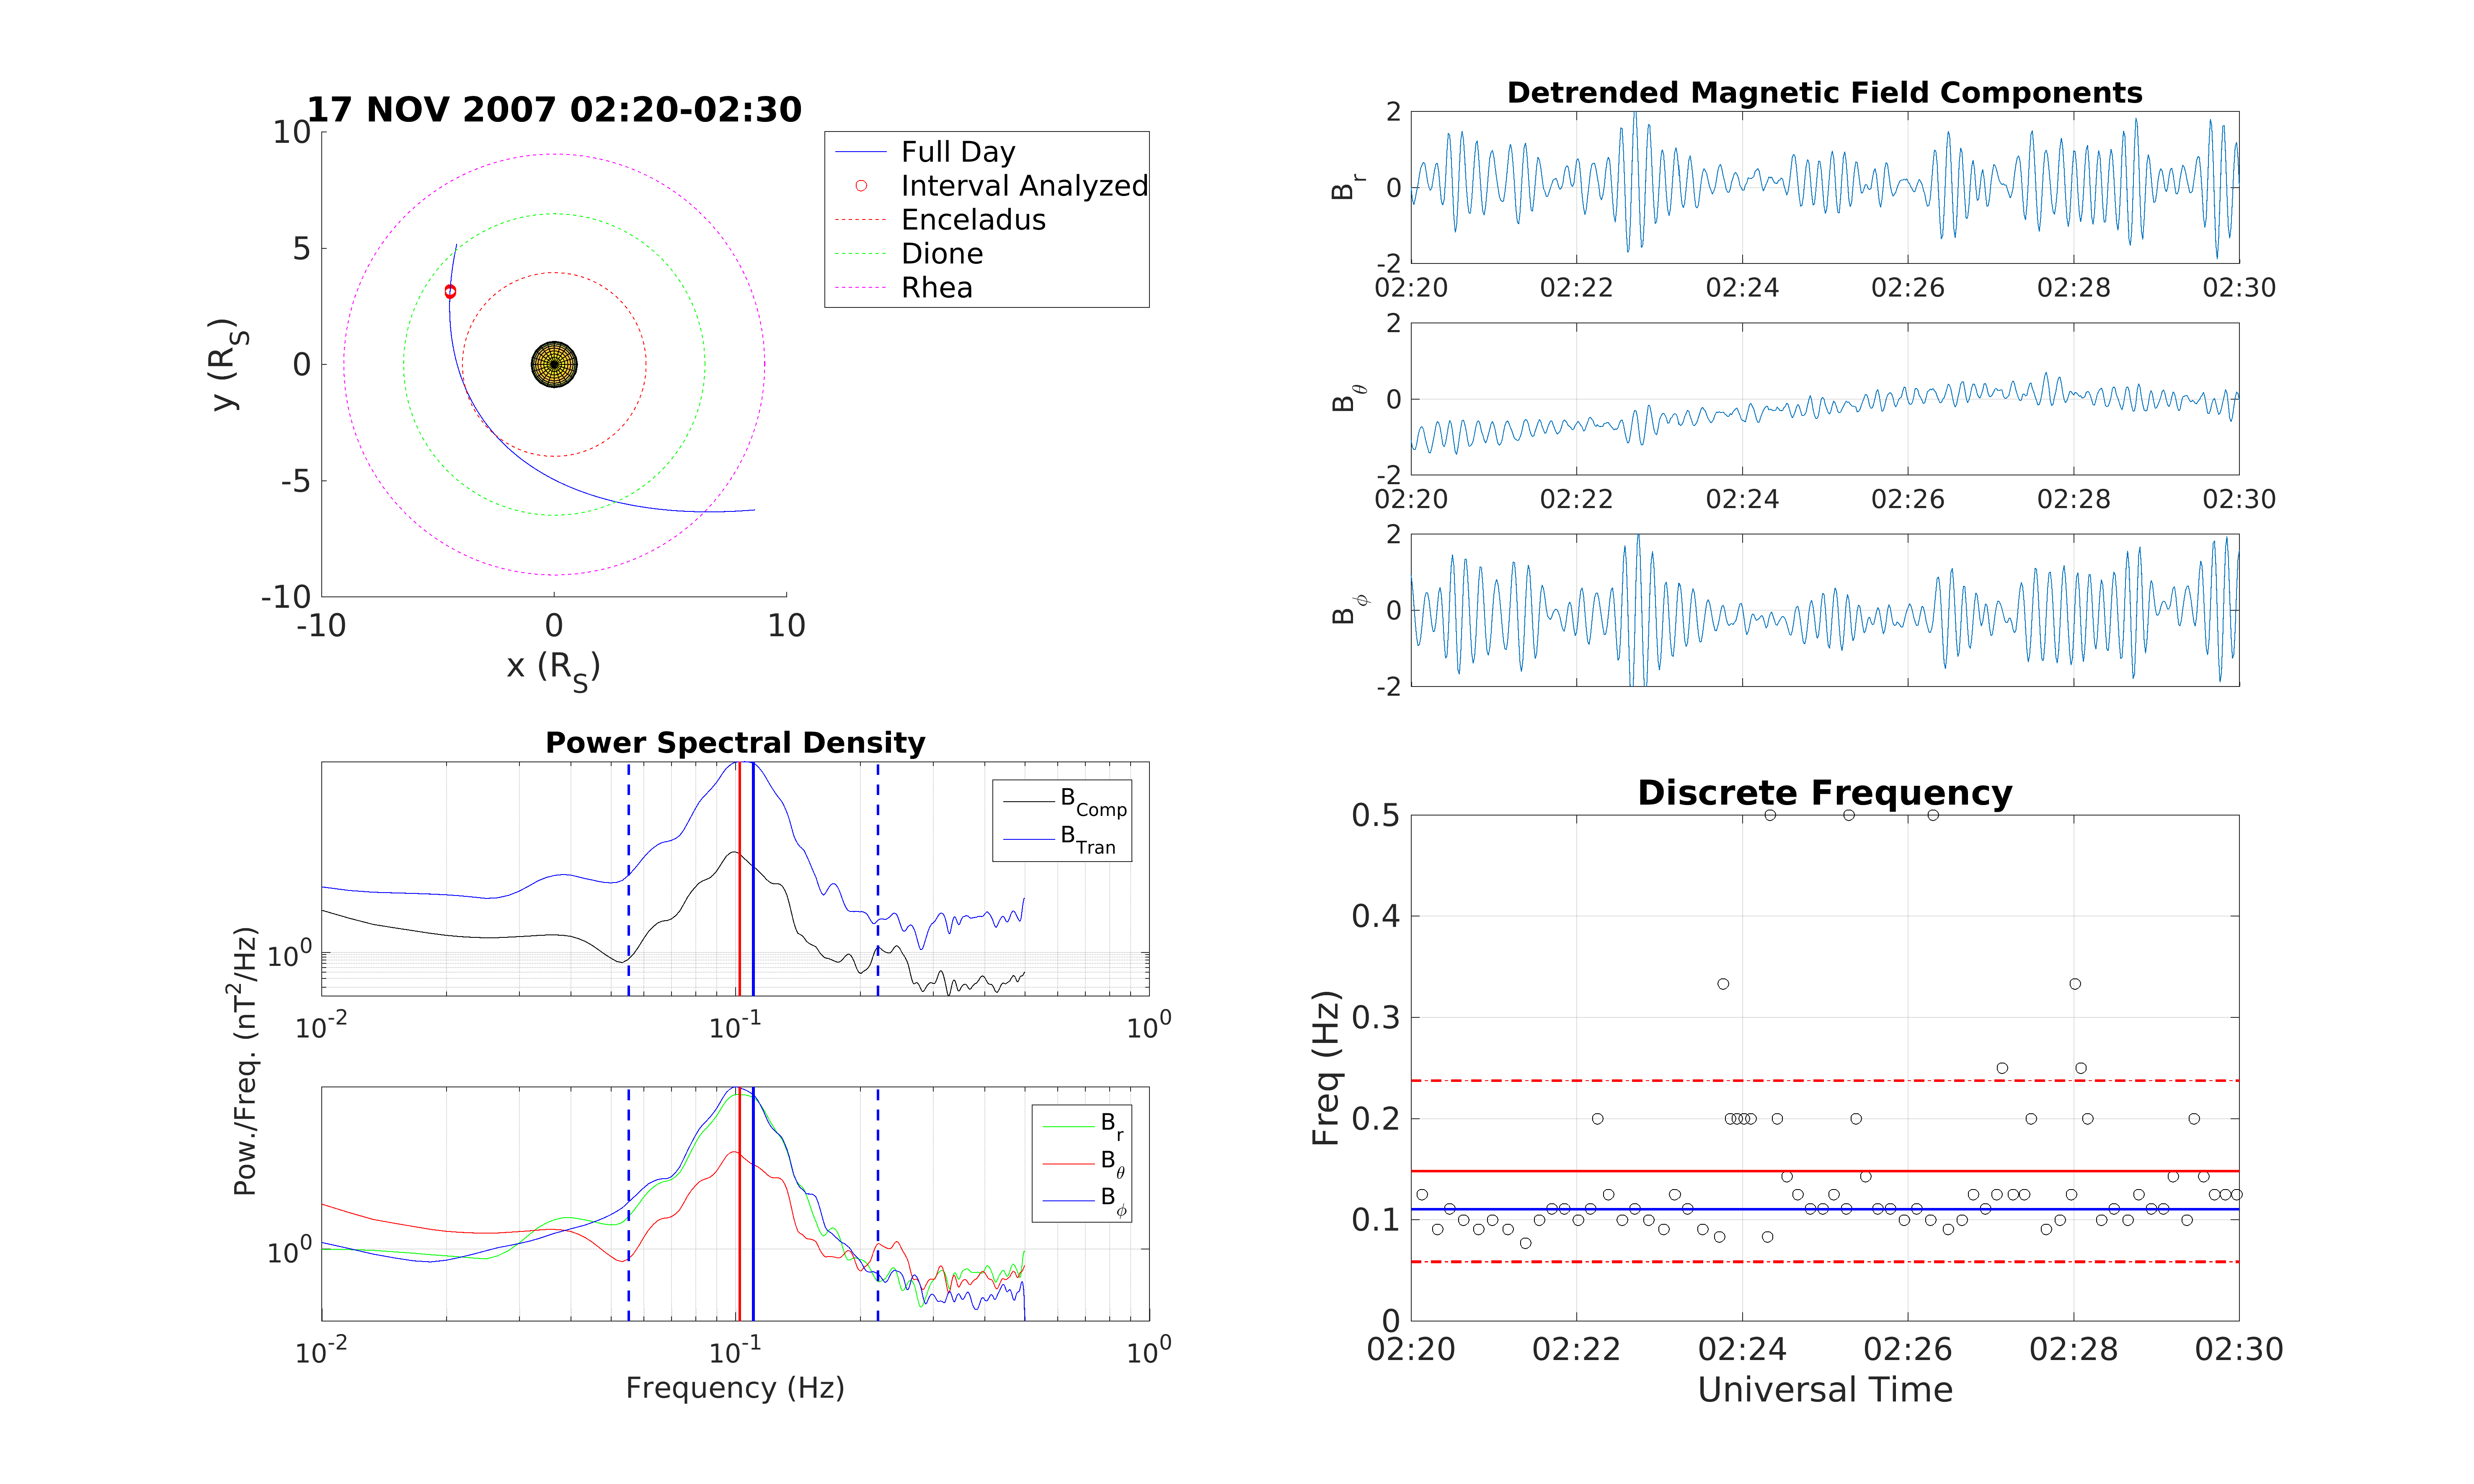 17 NOV 2007 02:20-02:30
10
5
0
-5
-10
-10 0 10
y (R_S)
x (R_S)
Full Day
Interval Analyzed
Enceladus
Dione
Rhea
Detrended Magnetic Field Components
2
0
-2
B_r
02:20 02:22 02:24 02:26 02:28 02:30
2
0
-2
B_θ
02:20 02:22 02:24 02:26 02:28 02:30
2
0
-2
B_ϕ
Power Spectral Density
B_Comp
B_Tran
10^0
10^-2 10^-1 10^0
Pow./Freq. (nT^2/Hz)
B_r
B_θ
B_ϕ
10^0
10^-2 10^-1 10^0
Frequency (Hz)
Discrete Frequency
0.5
0.4
0.3
0.2
0.1
0
Freq (Hz)
02:20 02:22 02:24 02:26 02:28 02:30
Universal Time